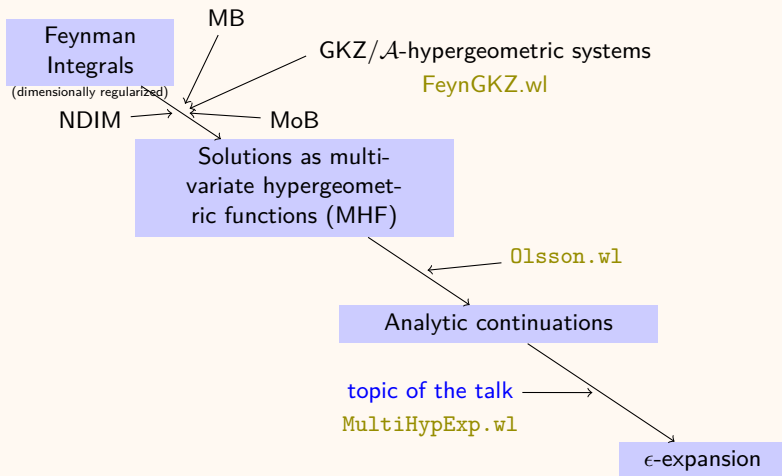 MB
Feynman
Integrals
(dimensionally regularized)
GKZ/𝒜-hypergeometric systems
FeynGKZ.wl
NDIM
MoB
Solutions as multi-
variate hypergeomet-
ric functions (MHF)
Olsson.wl
Analytic continuations
topic of the talk
MultiHypExp.wl
ϵ-expansion